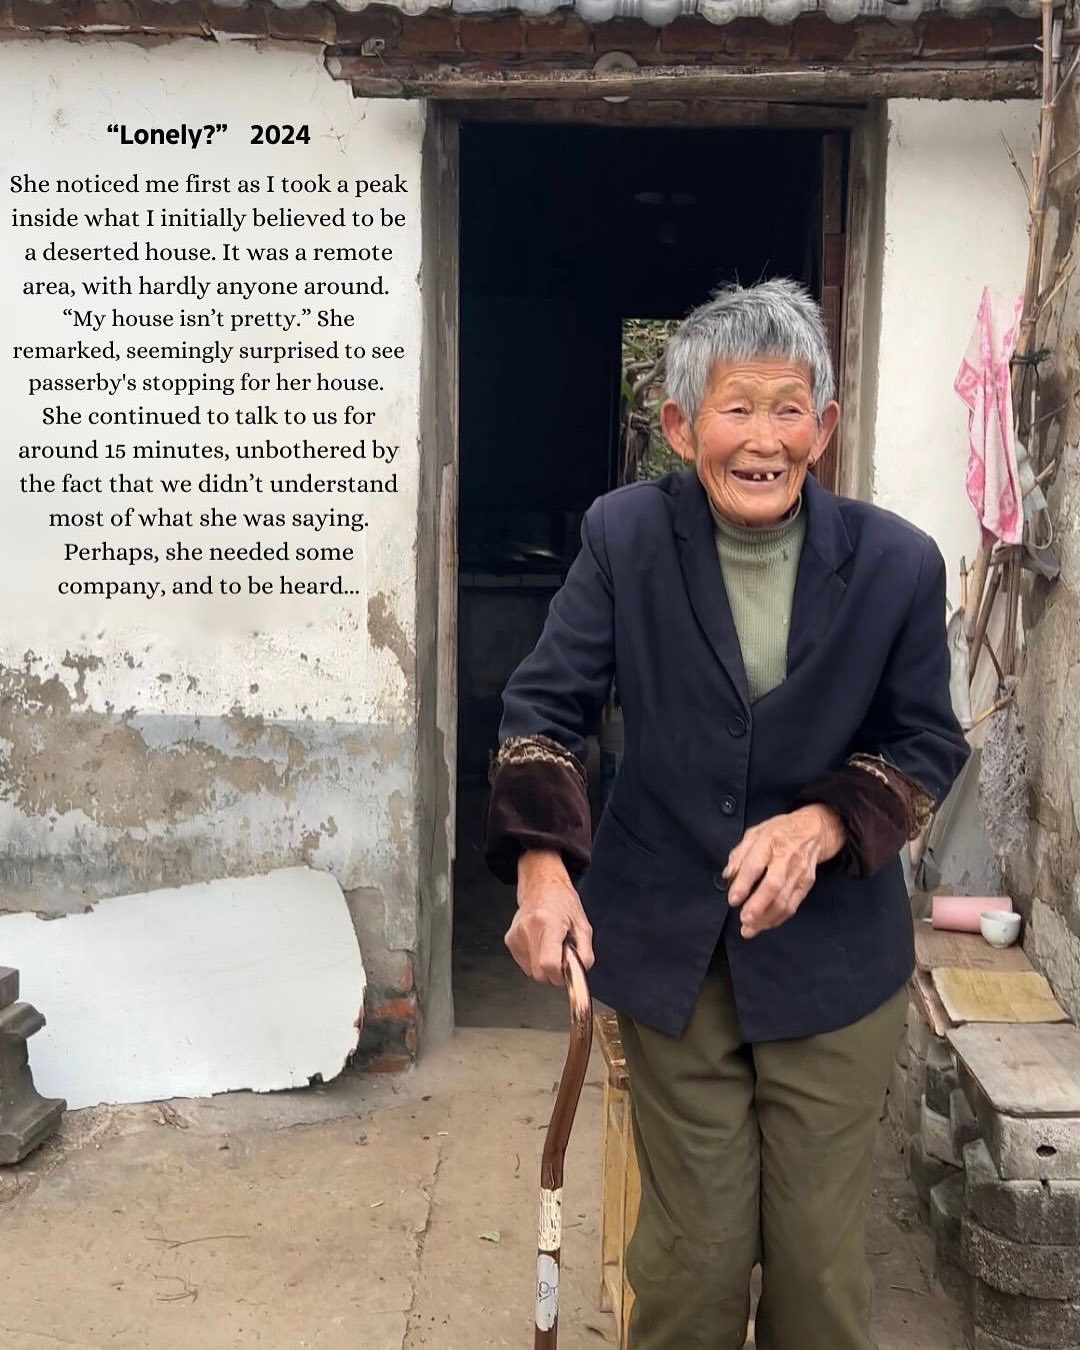 “Lonely?” 2024
She noticed me first as I took a peak
inside what I initially believed to be
a deserted house. It was a remote
area, with hardly anyone around.
“My house isn’t pretty.” She
remarked, seemingly surprised to see
passerby's stopping for her house.
She continued to talk to us for
around 15 minutes, unbothered by
the fact that we didn’t understand
most of what she was saying.
Perhaps, she needed some
company, and to be heard...